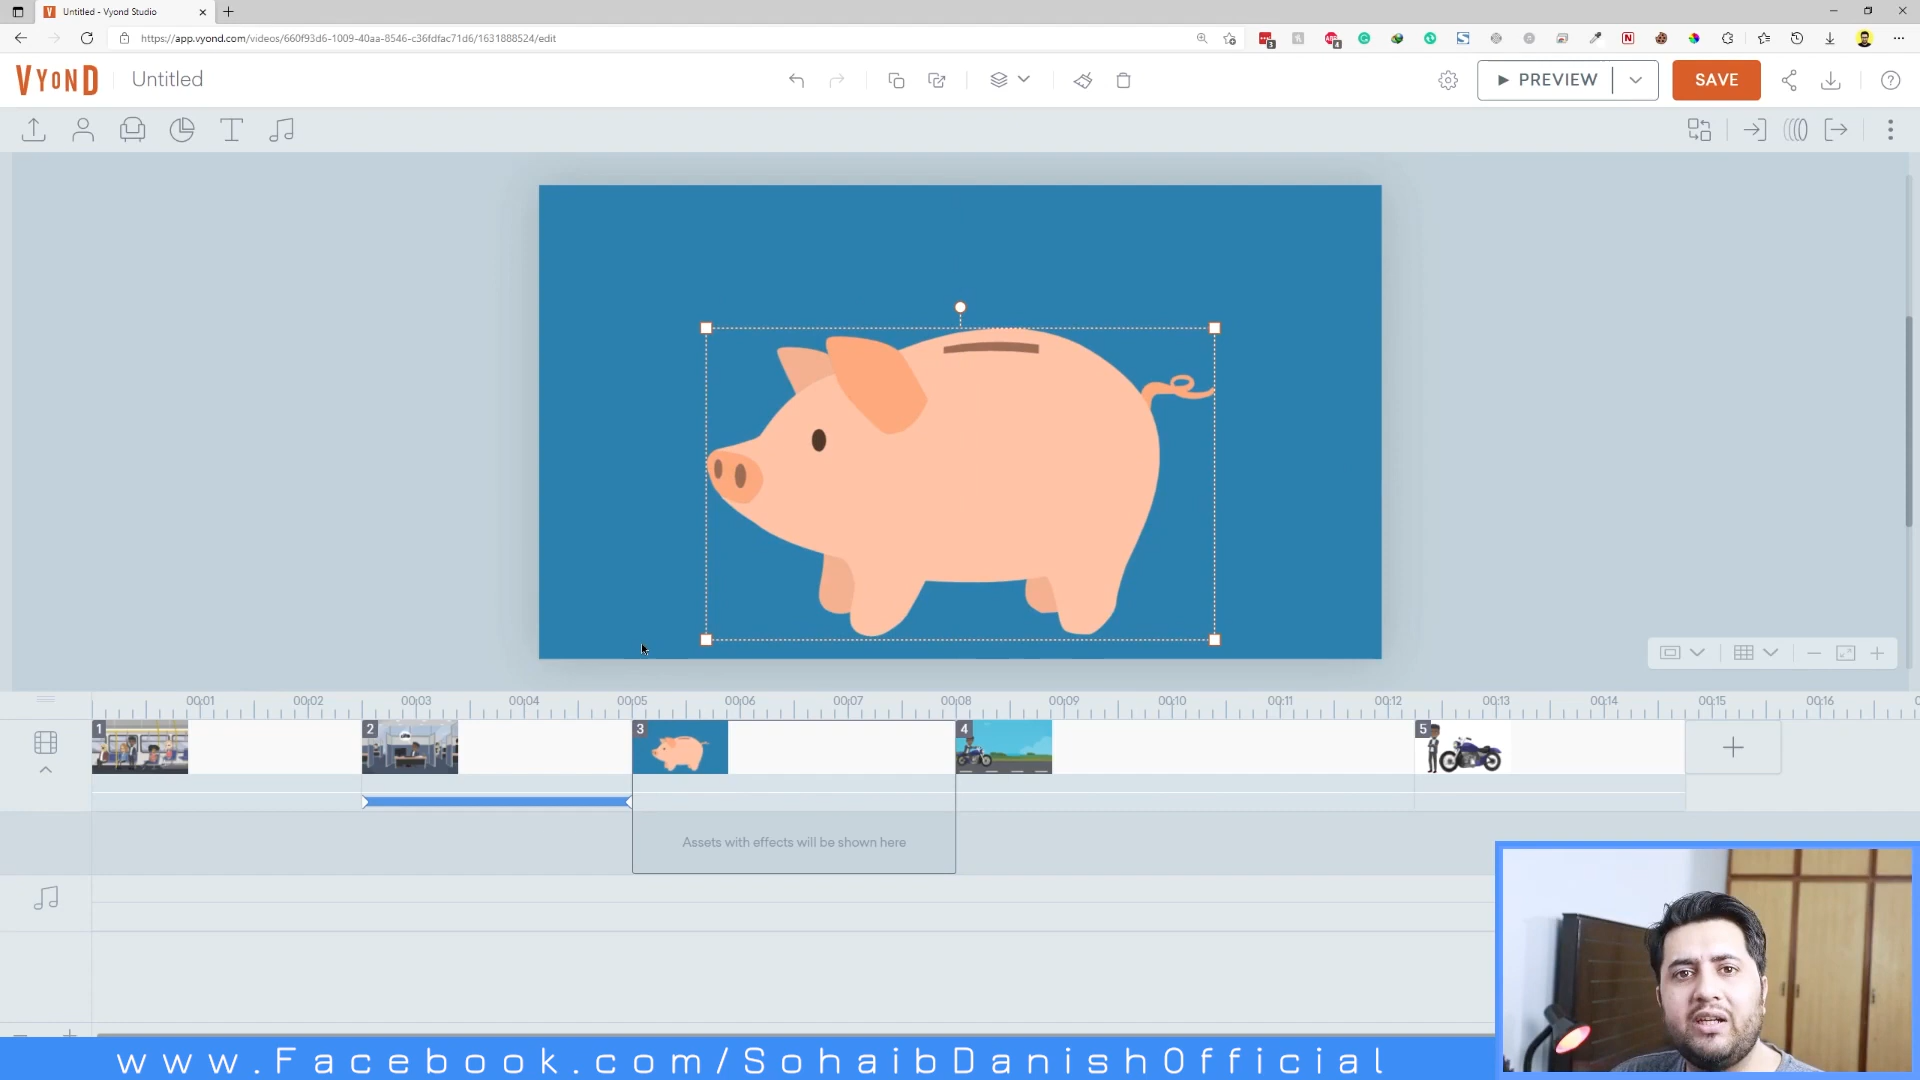 Untitled - Vyond Studio
https://app.vyond.com/videos/660f93d6-1009-40aa-8546-c36fdfac71d6/1631888524/edit
VYOND
Untitled
PREVIEW
SAVE
00:01 00:02 00:03 00:04 00:05 00:06 00:07 00:08 00:09 00:10 00:11 00:12 00:13 00:14 00:15 00:16
1 2 3 4 5
Assets with effects will be shown here
www.Facebook.com/SohaibDanishOfficial